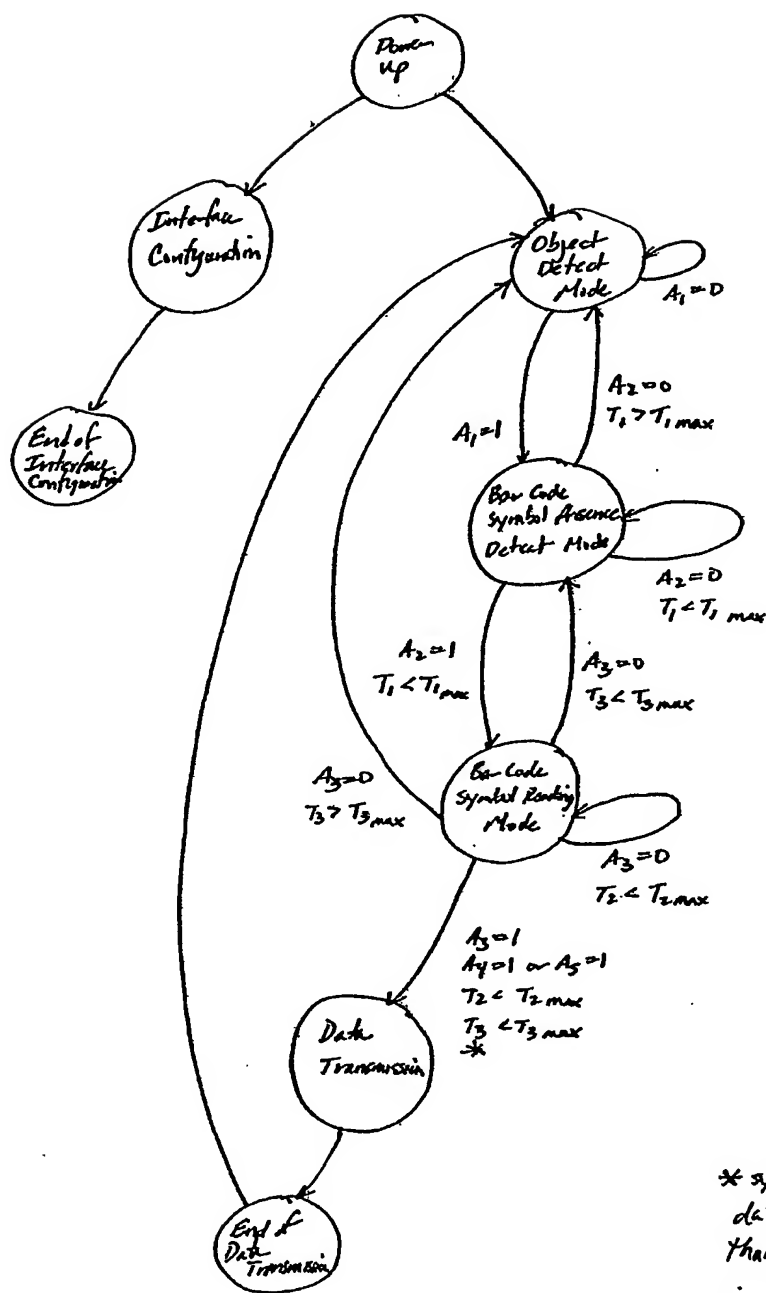 Power
Up
Interface
Configuration
Object
Detect
Mode
A₁=0
End of
Interface
Configuration
A₁=1
A₂=0
T₁>T₁ max
Bar Code
Symbol Presence
Detect Mode
A₂=0
T₁<T₁ max
A₂=1
T₁<T₁ max
A₃=0
T₃<T₃ max
A₃=0
T₃>T₃ max
Bar Code
Symbol Reading
Mode
A₃=0
T₂<T₂ max
A₃=1
A₄=1 or A₅=1
T₂<T₂ max
T₃<T₃ max
*
Data
Transmission
End of
Data
Transmission
*
than